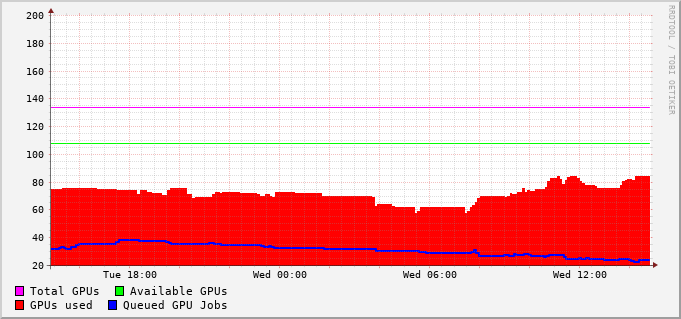 200
180
160
140
120
100
80
60
40
20
Tue 18:00 Wed 00:00 Wed 06:00 Wed 12:00
Total GPUs Available GPUs
GPUs used Queued GPU Jobs
RRDTOOL / TOBI OETIKER